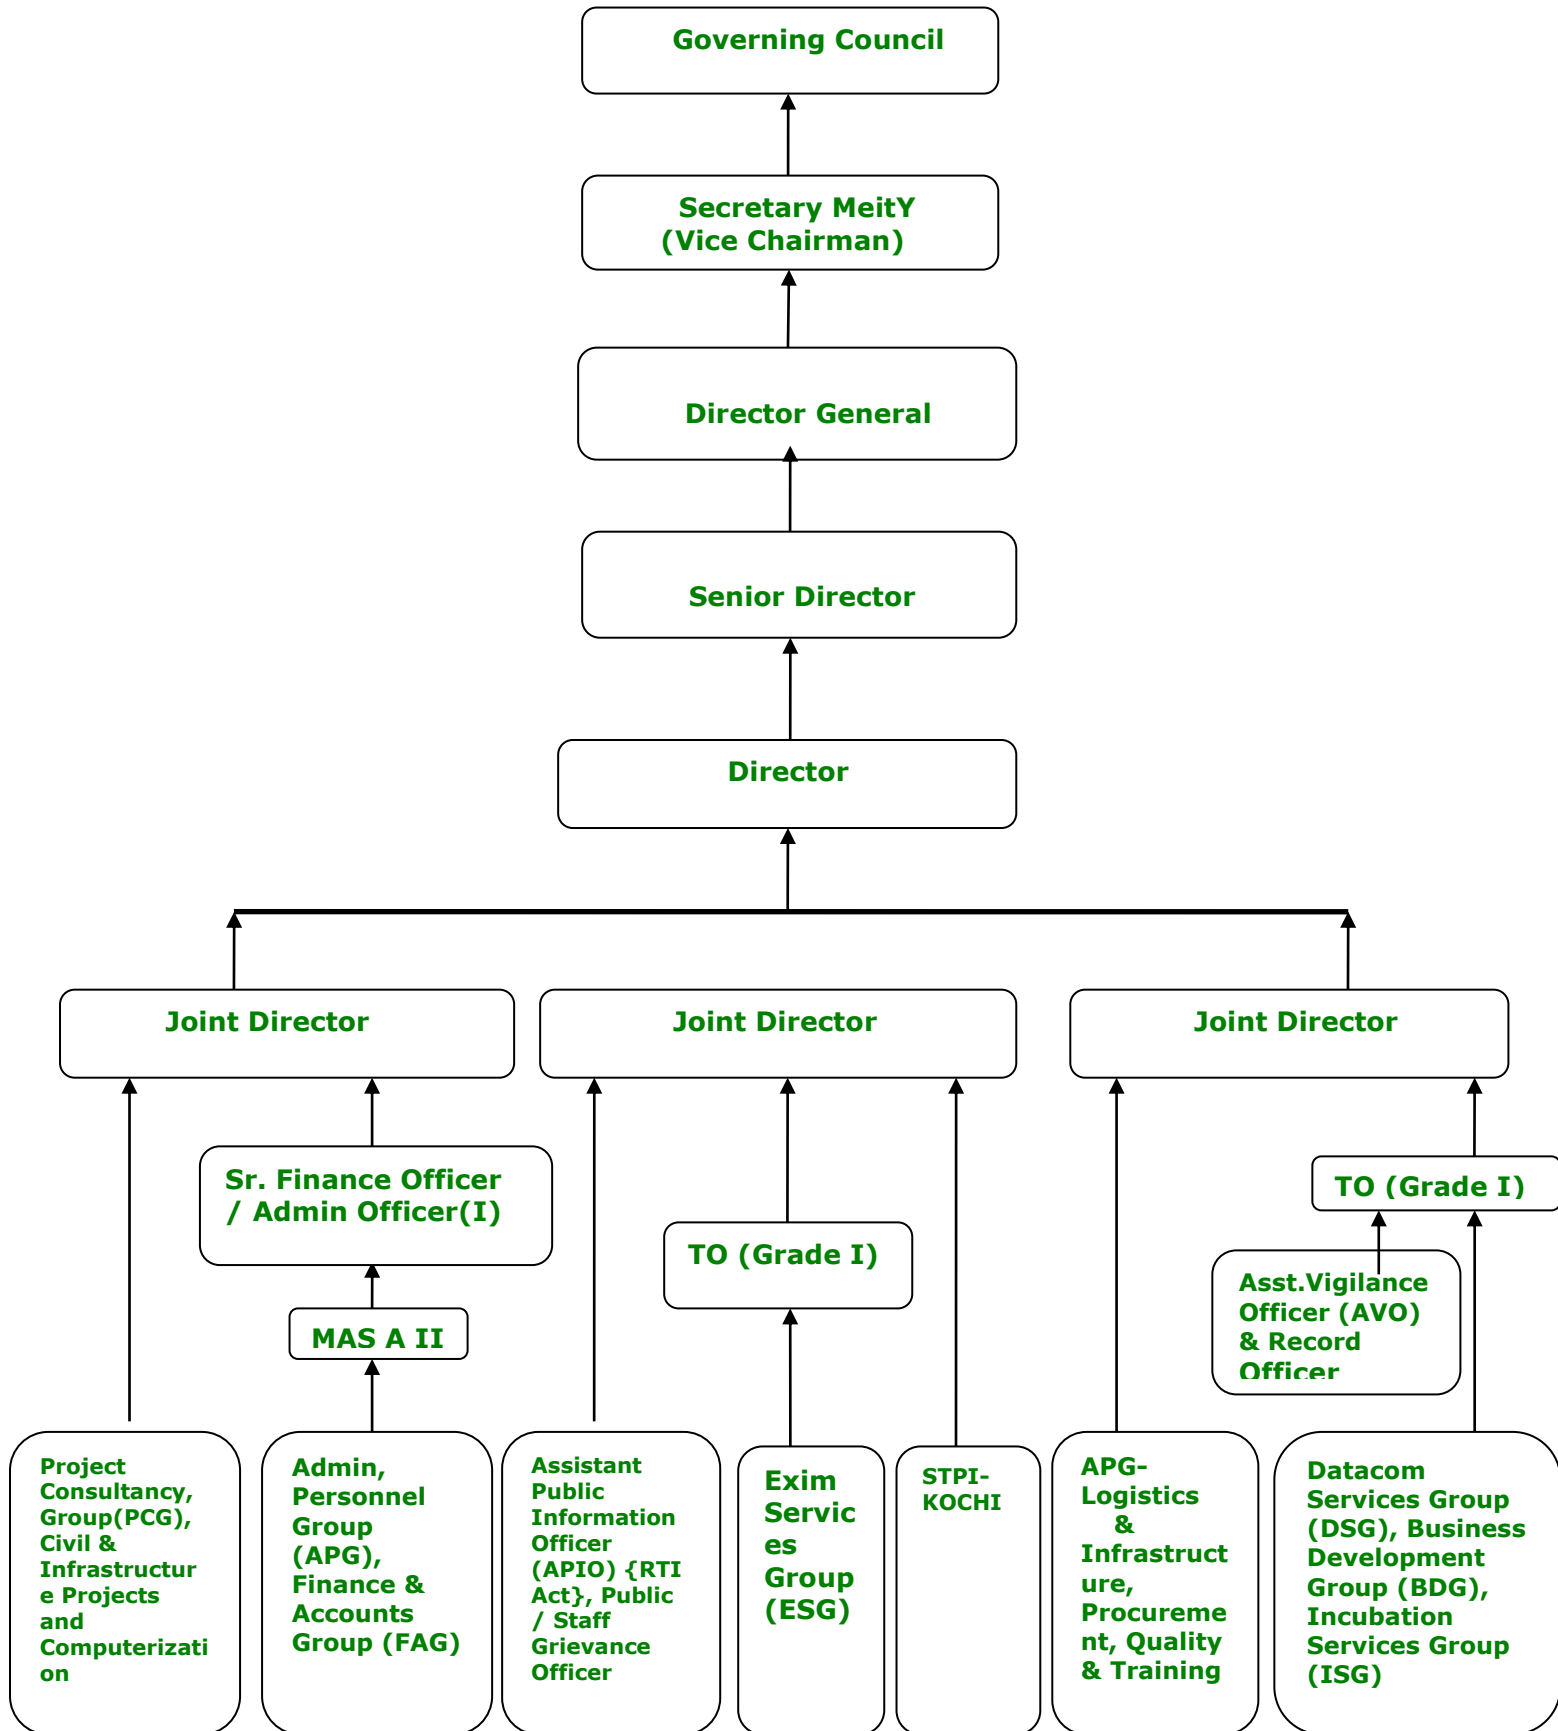 Governing Council
Secretary MeitY
(Vice Chairman)
Director General
Senior Director
Director
Joint Director
Joint Director
Joint Director
Sr. Finance Officer
/ Admin Officer(I)
TO (Grade I)
TO (Grade I)
MAS A II
Asst.Vigilance
Officer (AVO)
& Record
Officer
Project
Consultancy,
Group(PCG),
Civil &
Infrastructur
e Projects
and
Computerizati
on
Admin,
Personnel
Group
(APG),
Finance &
Accounts
Group (FAG)
Assistant
Public
Information
Officer
(APIO) {RTI
Act}, Public
/ Staff
Grievance
Officer
Exim
Servic
es
Group
(ESG)
STPI-
KOCHI
APG-
Logistics
&
Infrastruct
ure,
Procureme
nt, Quality
& Training
Datacom
Services Group
(DSG), Business
Development
Group (BDG),
Incubation
Services Group
(ISG)